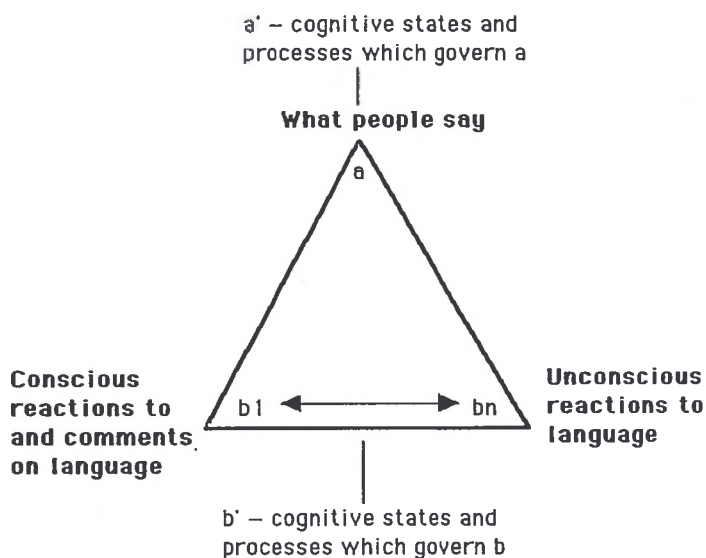 a' – cognitive states and
processes which govern a
What people say
a
Conscious
reactions to
and comments
on language
b1
bn
Unconscious
reactions to
language
b' – cognitive states and
processes which govern b